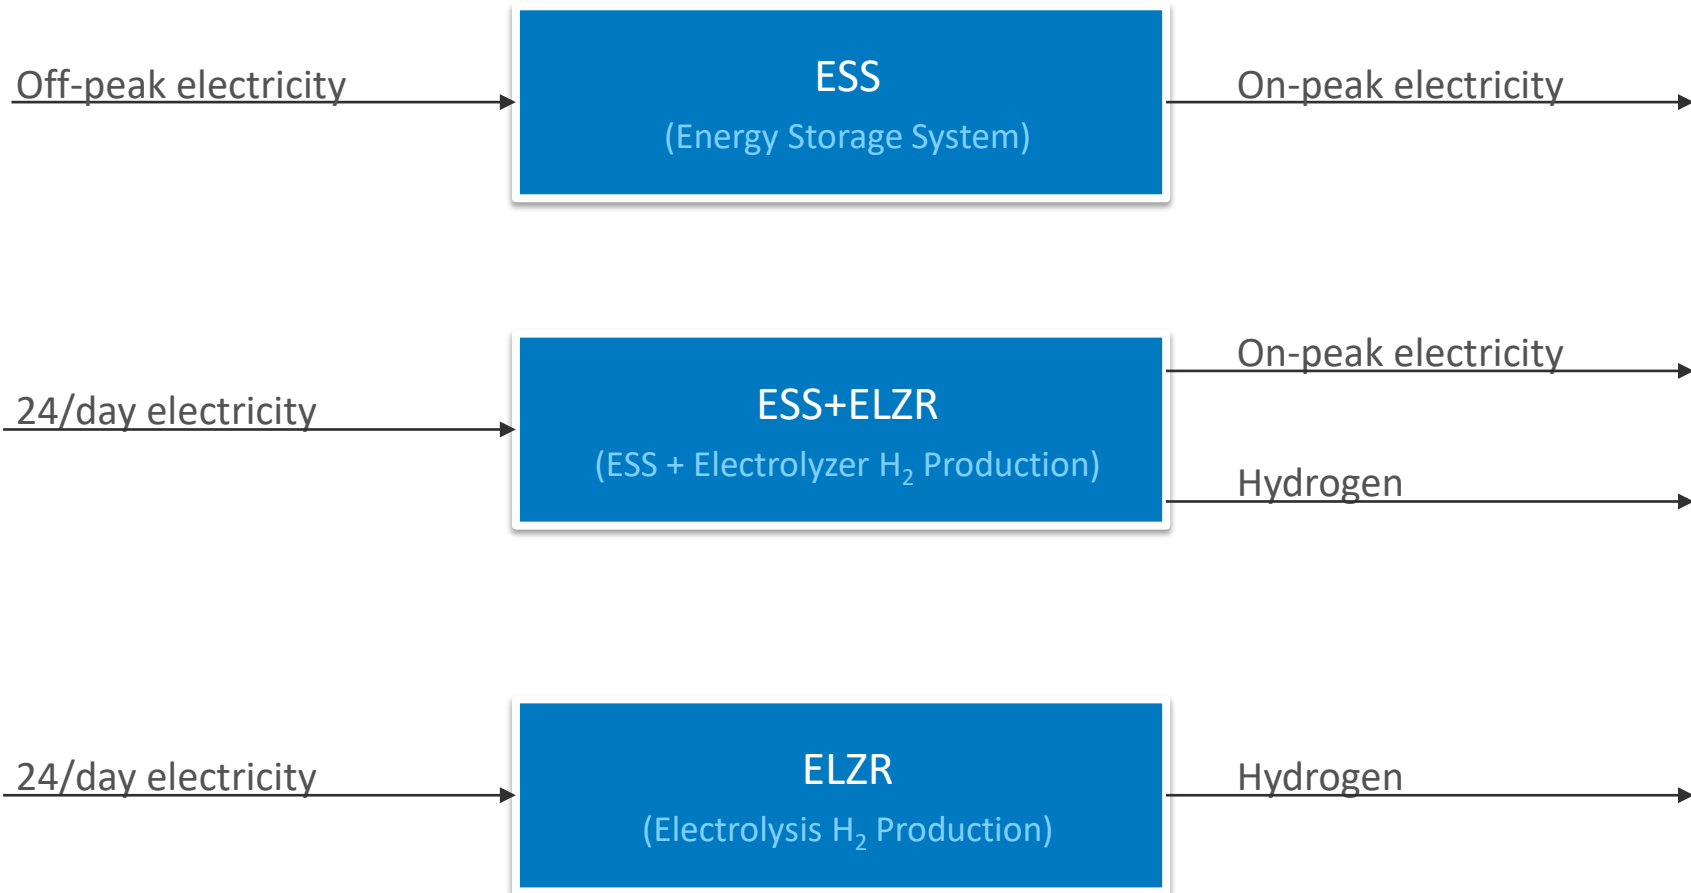 Off-peak electricity
ESS
(Energy Storage System)
On-peak electricity
24/day electricity
ESS+ELZR
(ESS + Electrolyzer H₂ Production)
On-peak electricity
Hydrogen
24/day electricity
ELZR
(Electrolysis H₂ Production)
Hydrogen